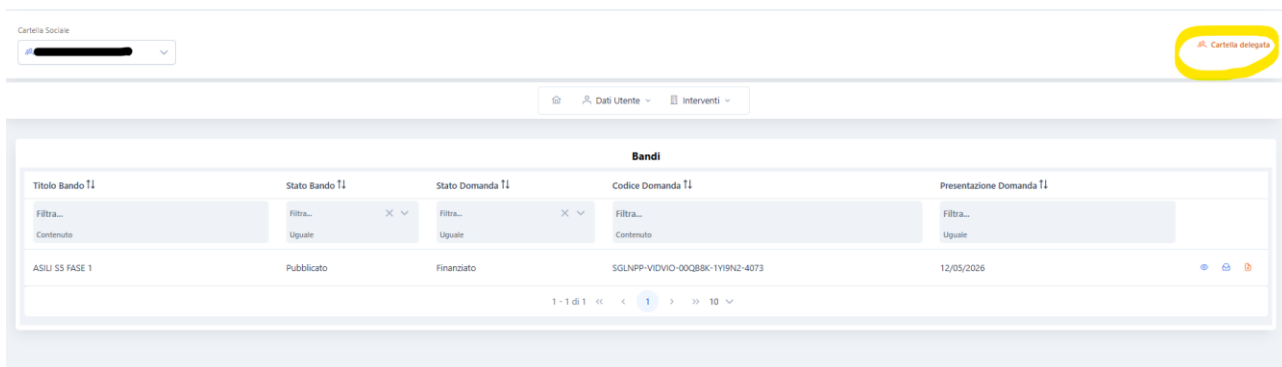 Cartella Sociale
Cartella delegata
Dati Utente Interventi
Bandi
Titolo Bando Stato Bando Stato Domanda Codice Domanda Presentazione Domanda
Filtra... Filtra... Filtra... Filtra... Filtra...
Contenuto Uguale Uguale Contenuto Uguale
ASILI S5 FASE 1 Pubblicato Finanziato SGLNPP-VIDVIO-00QB8K-1YI9N2-4073 12/05/2026
1 - 1 di 1 << < 1 > >> 10